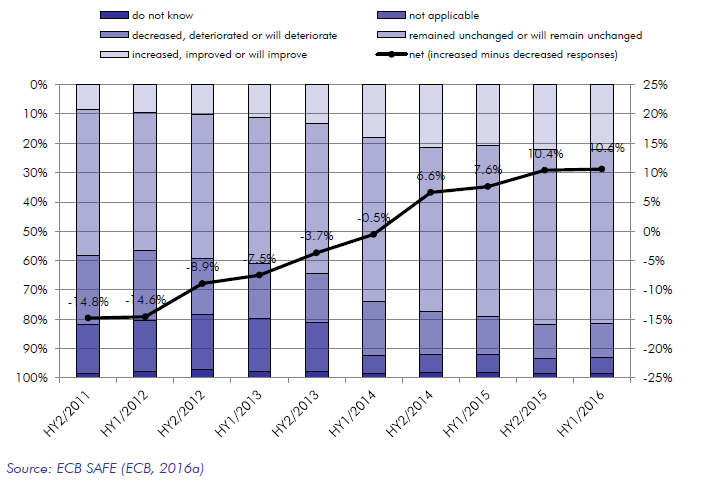 do not know
not applicable
decreased, deteriorated or will deteriorate
remained unchanged or will remain unchanged
increased, improved or will improve
net (increased minus decreased responses)
0% 25%
10% 20%
20% 15%
30% 10%
40% 5%
50% 0%
60% -5%
70% -10%
80% -15%
90% -20%
100% -25%
-14.8% -14.6% -8.9% -7.5% -3.7% -0.5% 6.6% 7.6% 10.4% 10.6%
HY2/2011 HY1/2012 HY2/2012 HY1/2013 HY2/2013 HY1/2014 HY2/2014 HY1/2015 HY2/2015 HY1/2016
Source: ECB SAFE (ECB, 2016a)